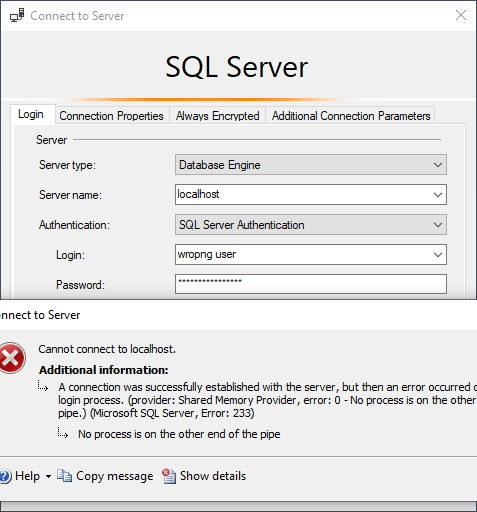 Connect to Server
SQL Server
Login Connection Properties Always Encrypted Additional Connection Parameters
Server
Server type: Database Engine
Server name: localhost
Authentication: SQL Server Authentication
Login: wropng user
Password: ****************
nnect to Server
Cannot connect to localhost.
Additional information:
A connection was successfully established with the server, but then an error occurred
login process. (provider: Shared Memory Provider, error: 0 - No process is on the other
pipe.) (Microsoft SQL Server, Error: 233)
No process is on the other end of the pipe
Help Copy message Show details